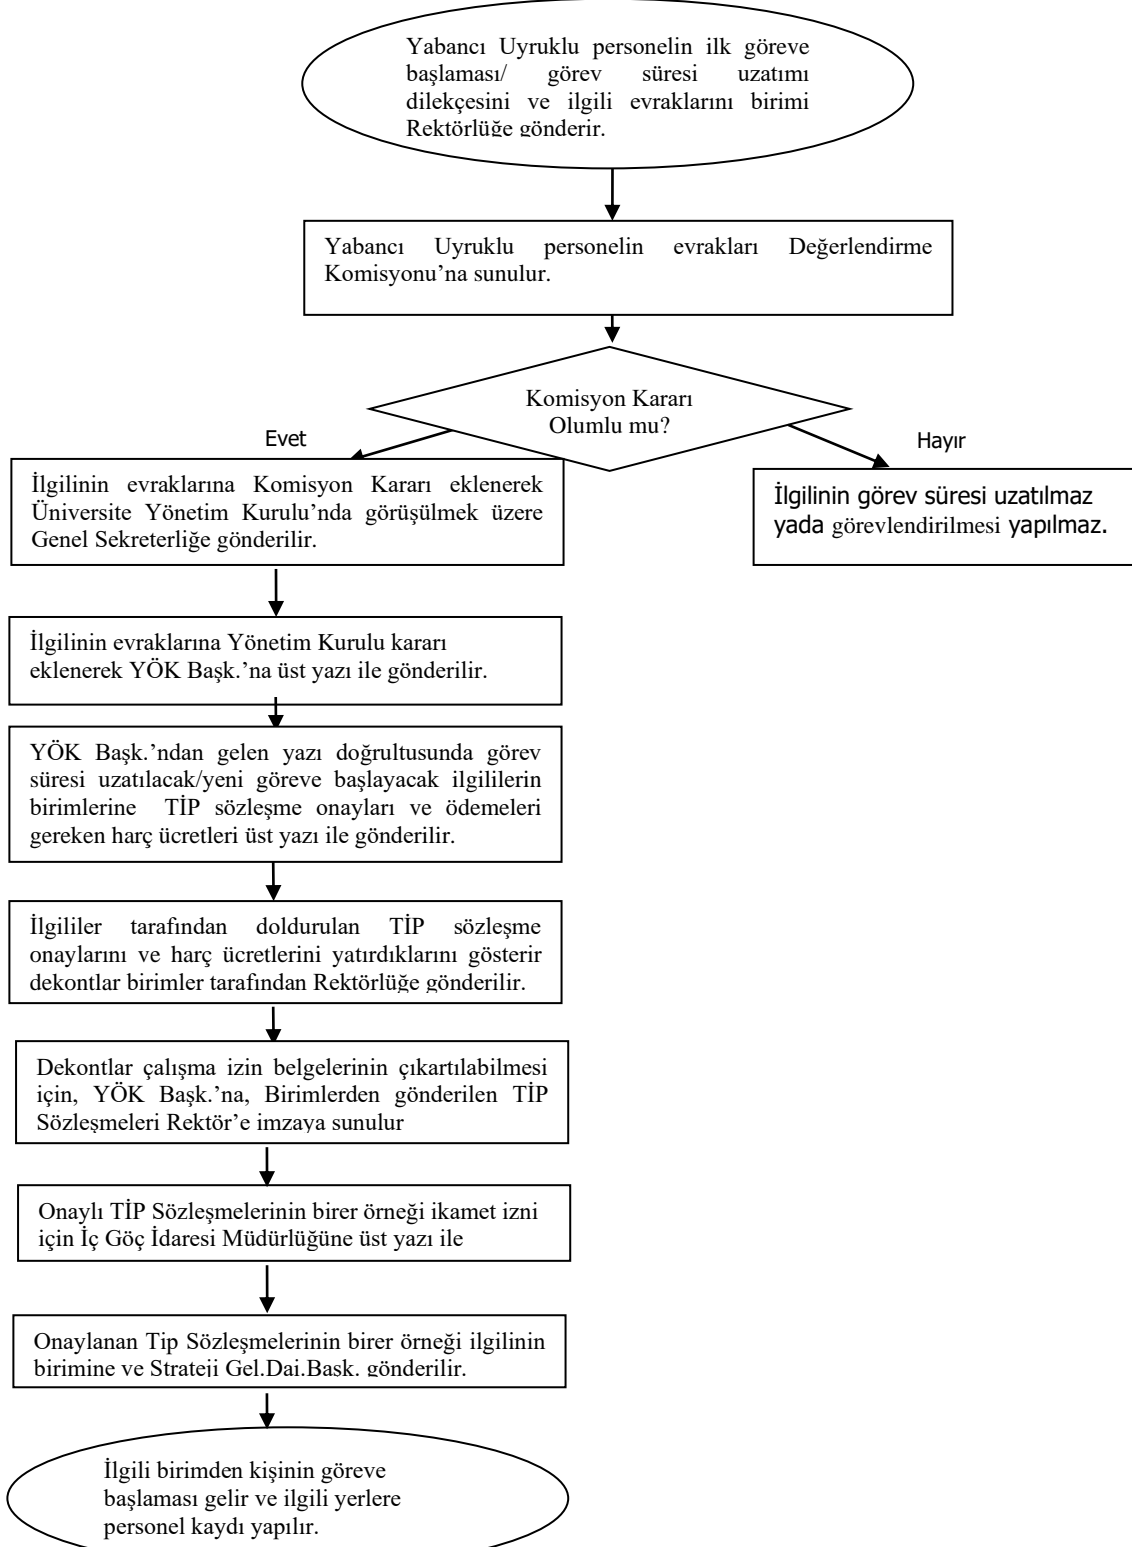 Yabancı Uyruklu personelin ilk göreve
başlaması/ görev süresi uzatımı
dilekçesini ve ilgili evraklarını birimi
Rektörlüğe gönderir.
Yabancı Uyruklu personelin evrakları Değerlendirme
Komisyonu’na sunulur.
Komisyon Kararı
Olumlu mu?
Evet
Hayır
İlgilinin evraklarına Komisyon Kararı eklenerek
Üniversite Yönetim Kurulu’nda görüşülmek üzere
Genel Sekreterliğe gönderilir.
İlgilinin görev süresi uzatılmaz
yada görevlendirilmesi yapılmaz.
İlgilinin evraklarına Yönetim Kurulu kararı
eklenerek YÖK Başk.’na üst yazı ile gönderilir.
YÖK Başk.’ndan gelen yazı doğrultusunda görev
süresi uzatılacak/yeni göreve başlayacak ilgililerin
birimlerine TİP sözleşme onayları ve ödemeleri
gereken harç ücretleri üst yazı ile gönderilir.
İlgililer tarafından doldurulan TİP sözleşme
onaylarını ve harç ücretlerini yatırdıklarını gösterir
dekontlar birimler tarafından Rektörlüğe gönderilir.
Dekontlar çalışma izin belgelerinin çıkartılabilmesi
için, YÖK Başk.’na, Birimlerden gönderilen TİP
Sözleşmeleri Rektör’e imzaya sunulur
Onaylı TİP Sözleşmelerinin birer örneği ikamet izni
için İç Göç İdaresi Müdürlüğüne üst yazı ile
Onaylanan Tip Sözleşmelerinin birer örneği ilgilinin
birimine ve Strateji Gel.Dai.Başk. gönderilir.
İlgili birimden kişinin göreve
başlaması gelir ve ilgili yerlere
personel kaydı yapılır.